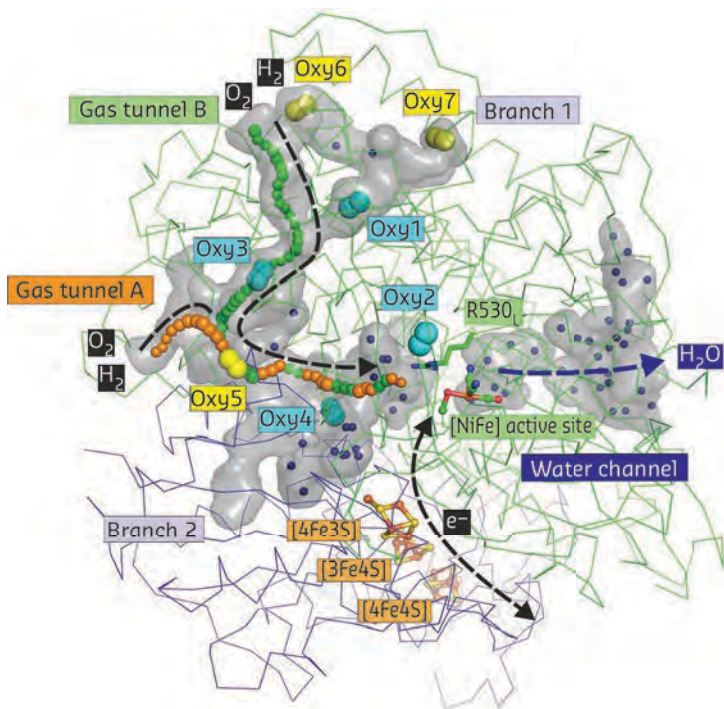 H2
Oxy6
O2
Oxy7
Gas tunnel B
Branch 1
Oxy1
Oxy3
Gas tunnel A
Oxy2
R530L
O2
H2O
H2
Oxy5
Oxy4
[NiFe] active site
Water channel
Branch 2
[4Fe3S]
e–
[3Fe4S]
[4Fe4S]